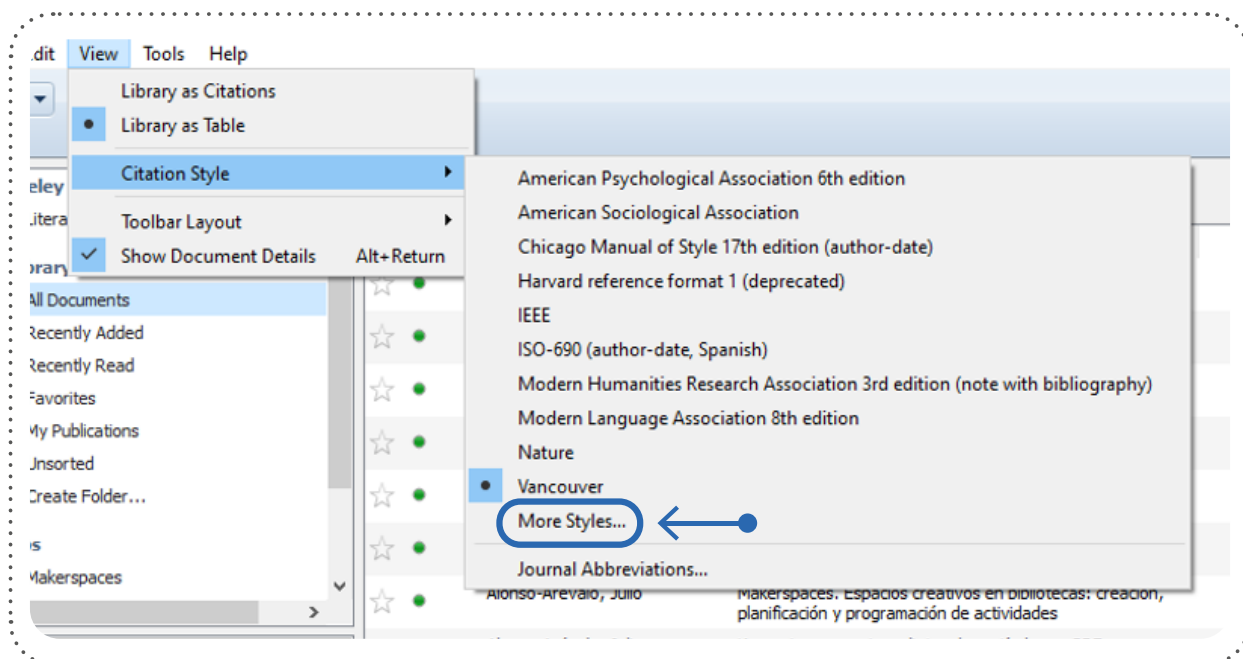 dit View Tools Help
Library as Citations
Library as Table
Citation Style
Toolbar Layout
Show Document Details Alt+Return
American Psychological Association 6th edition
American Sociological Association
Chicago Manual of Style 17th edition (author-date)
Harvard reference format 1 (deprecated)
IEEE
ISO-690 (author-date, Spanish)
Modern Humanities Research Association 3rd edition (note with bibliography)
Modern Language Association 8th edition
Nature
Vancouver
More Styles...
Journal Abbreviations...
eley
itera
brary
All Documents
Recently Added
Recently Read
Favorites
My Publications
Unsorted
Create Folder...
s
Makerspaces
Alonso-Arévalo, Julio Makerspaces. Espacios creativos en bibliotecas: creación,
planificación y programación de actividades